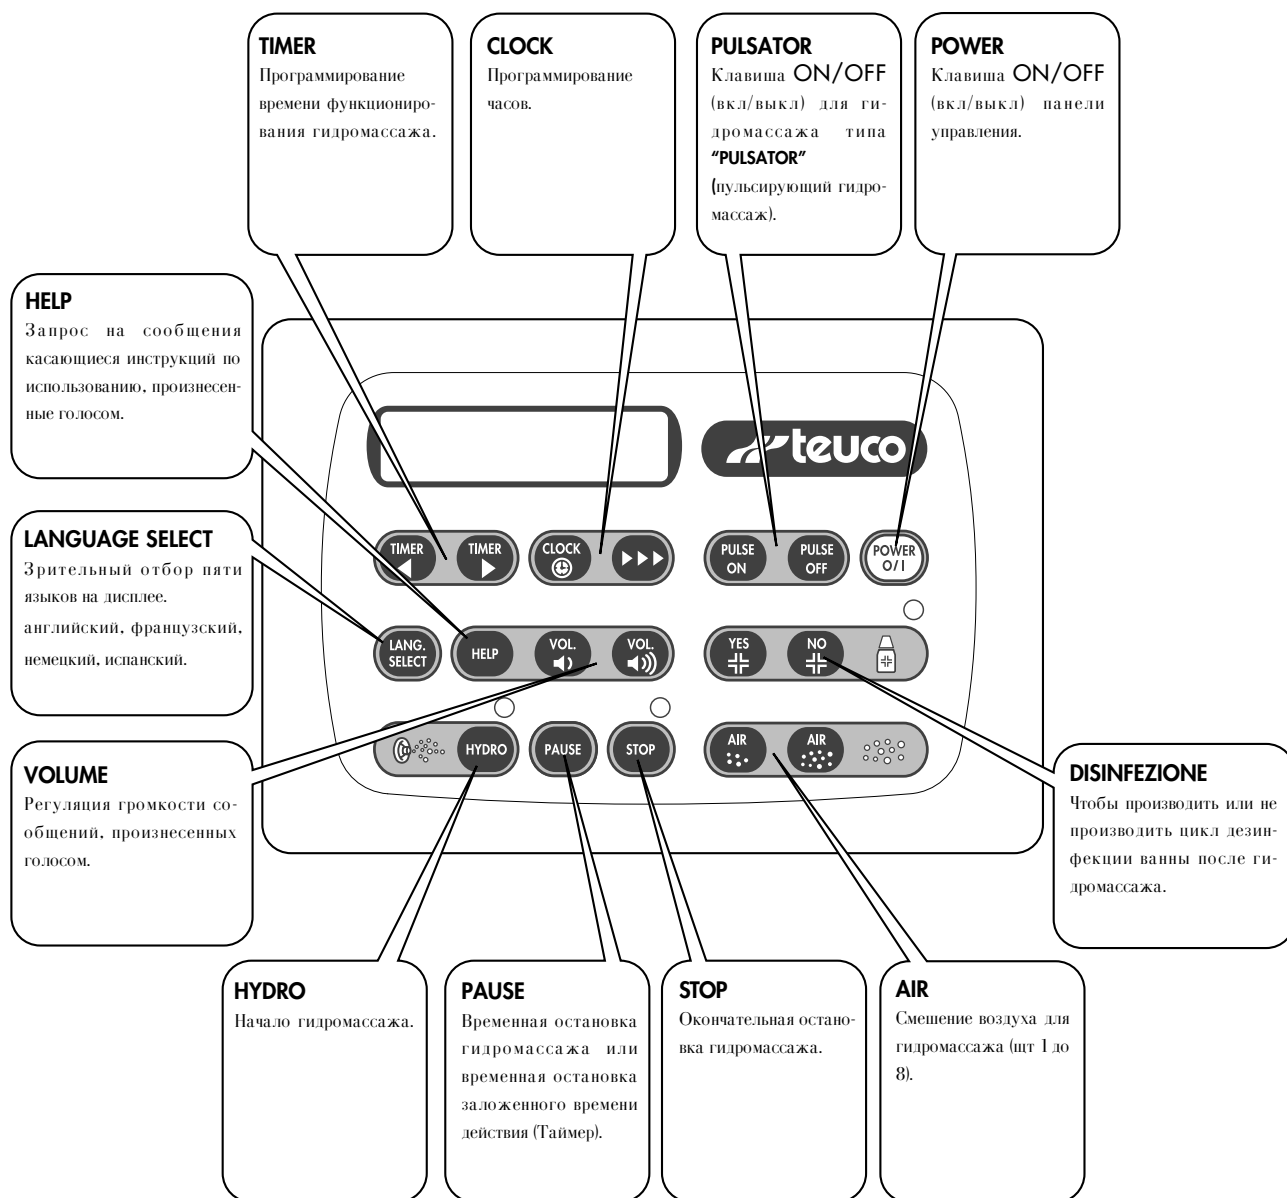 TIMER
Программирование
времени функциониро-
вания гидромассажа.
CLOCK
Программирование
часов.
PULSATOR
Клавиша ON/OFF
(вкл/выкл) для ги-
дромассажа типа
“PULSATOR”
(пульсирующий гидро-
массаж).
POWER
Клавиша ON/OFF
(вкл/выкл) панели
управления.
HELP
Запрос на сообщения
касающиеся инструкций по
использованию, произнесен-
ные голосом.
LANGUAGE SELECT
Зрительный отбор пяти
языков на дисплее.
английский, французский,
немецкий, испанский.
VOLUME
Регуляция громкости со-
общений, произнесенных
голосом.
teuco
TIMER
TIMER
CLOCK
PULSE
ON
PULSE
OFF
POWER
O/I
LANG.
SELECT
HELP
VOL.
VOL.
YES
NO
HYDRO
PAUSE
STOP
AIR
AIR
DISINFEZIONE
Чтобы производить или не
производить цикл дезин-
фекции ванны после ги-
дромассажа.
HYDRO
Начало гидромассажа.
PAUSE
Временная остановка
гидромассажа или
временная остановка
заложенного времени
действия (Таймер).
STOP
Окончательная остано-
вка гидромассажа.
AIR
Смешение воздуха для
гидромассажа (щт 1 до
8).